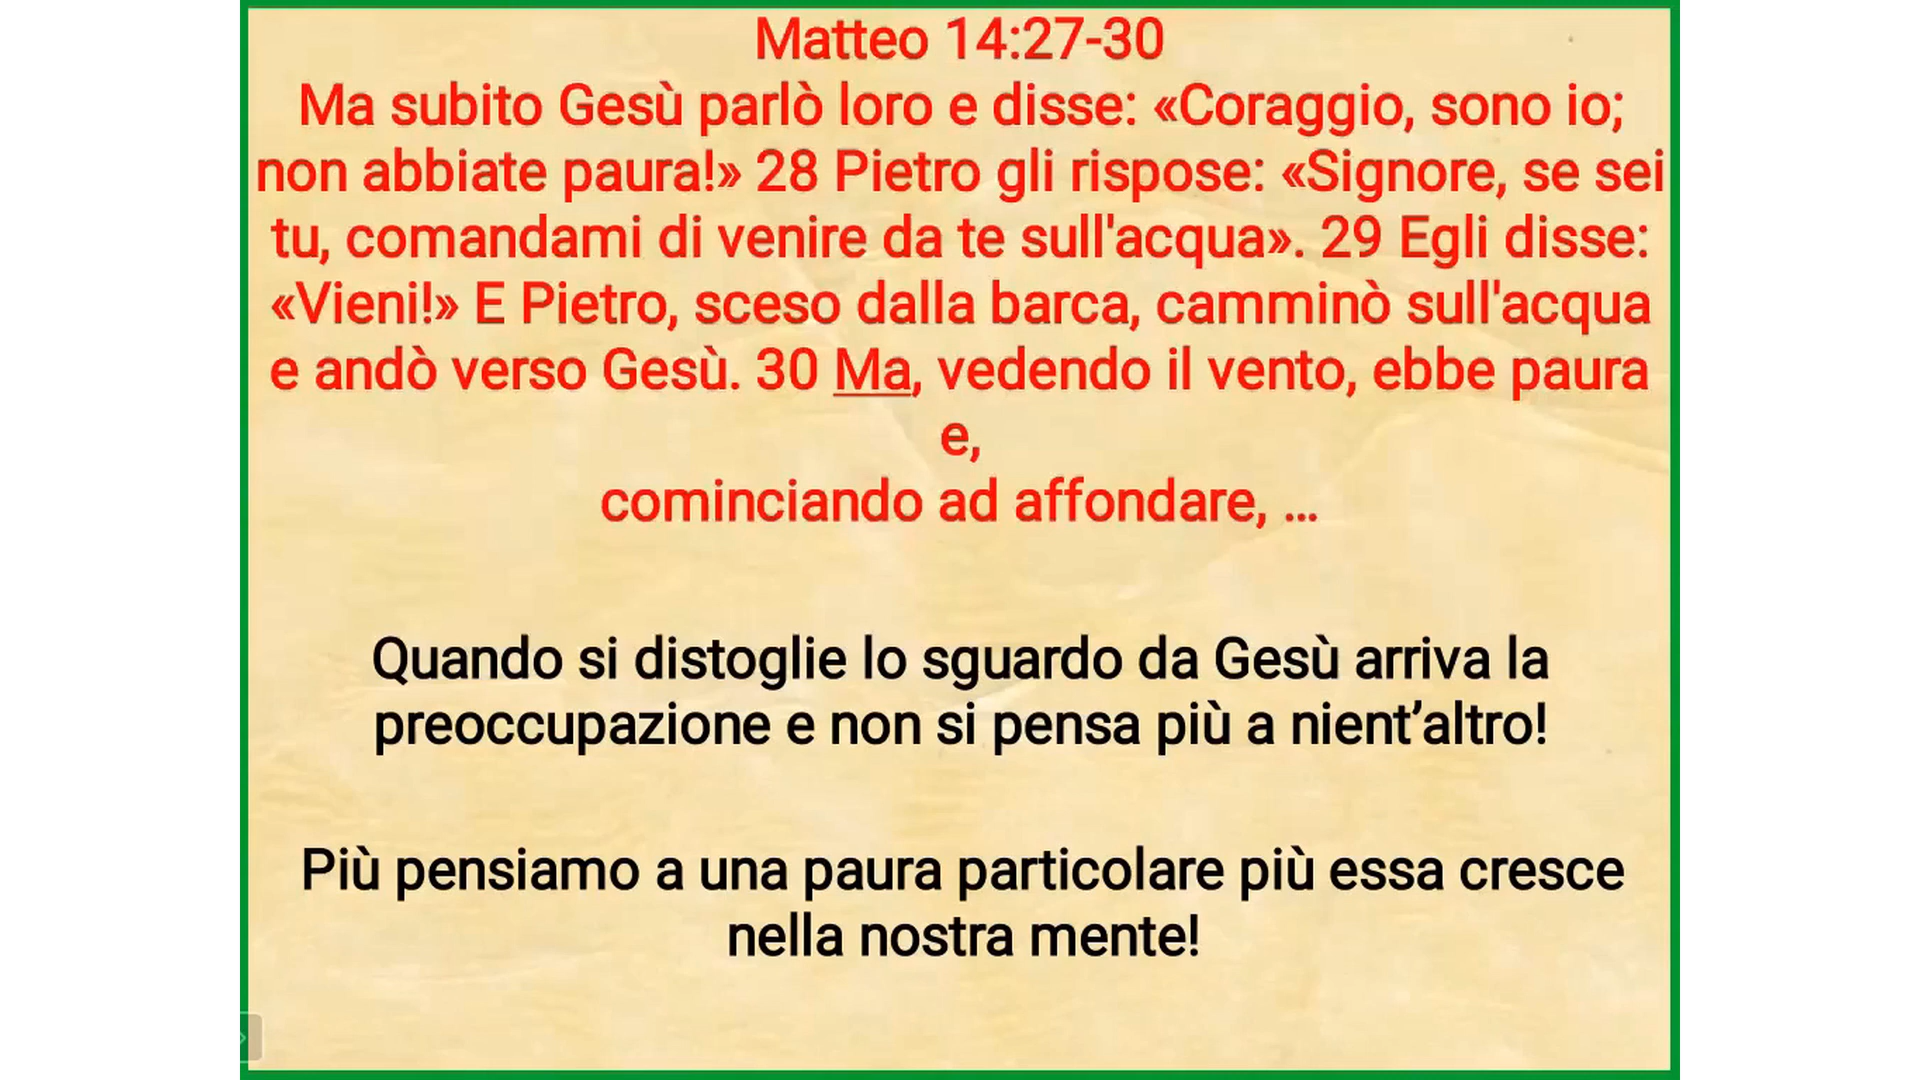 Matteo 14:27-30
Ma subito Gesù parlò loro e disse: «Coraggio, sono io;
non abbiate paura!» 28 Pietro gli rispose: «Signore, se sei
tu, comandami di venire da te sull'acqua». 29 Egli disse:
«Vieni!» E Pietro, sceso dalla barca, camminò sull'acqua
e andò verso Gesù. 30 Ma, vedendo il vento, ebbe paura
e,
cominciando ad affondare, ...
Quando si distoglie lo sguardo da Gesù arriva la
preoccupazione e non si pensa più a nient’altro!
Più pensiamo a una paura particolare più essa cresce
nella nostra mente!